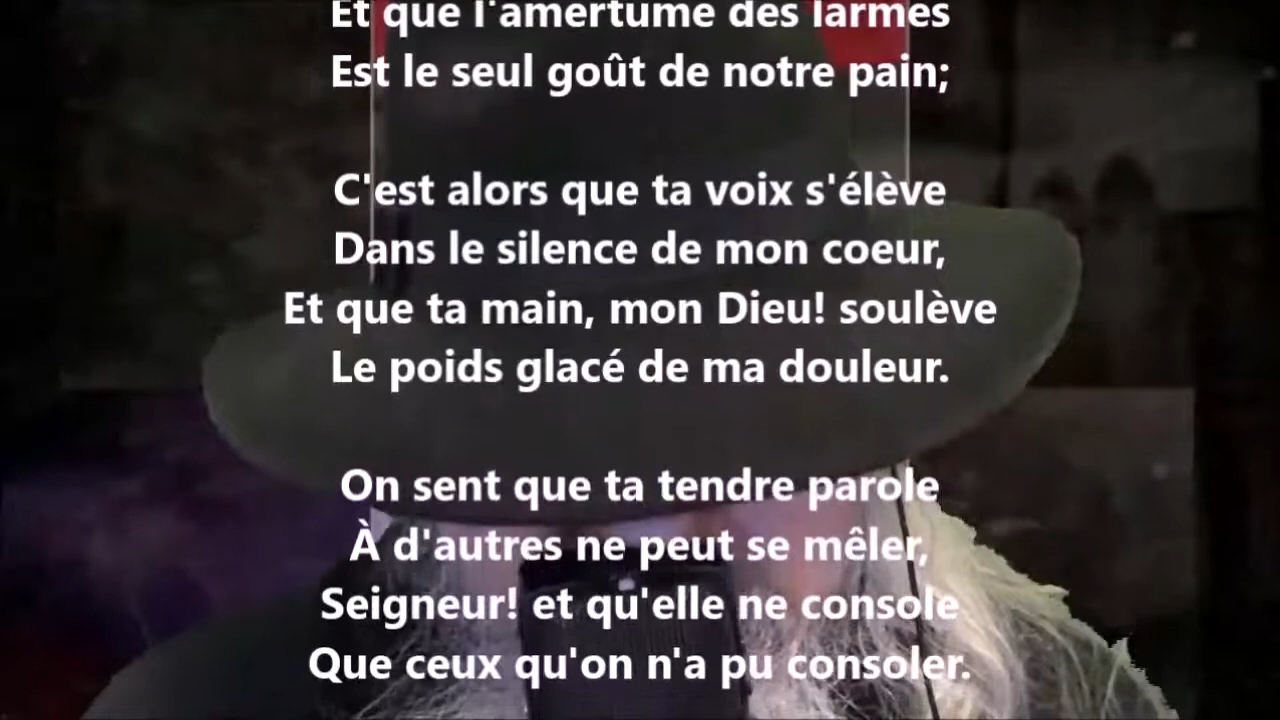 Et que l'amertume des larmes
Est le seul goût de notre pain;
C'est alors que ta voix s'élève
Dans le silence de mon coeur,
Et que ta main, mon Dieu! soulève
Le poids glacé de ma douleur.
On sent que ta tendre parole
À d'autres ne peut se mêler,
Seigneur! et qu'elle ne console
Que ceux qu'on n'a pu consoler.